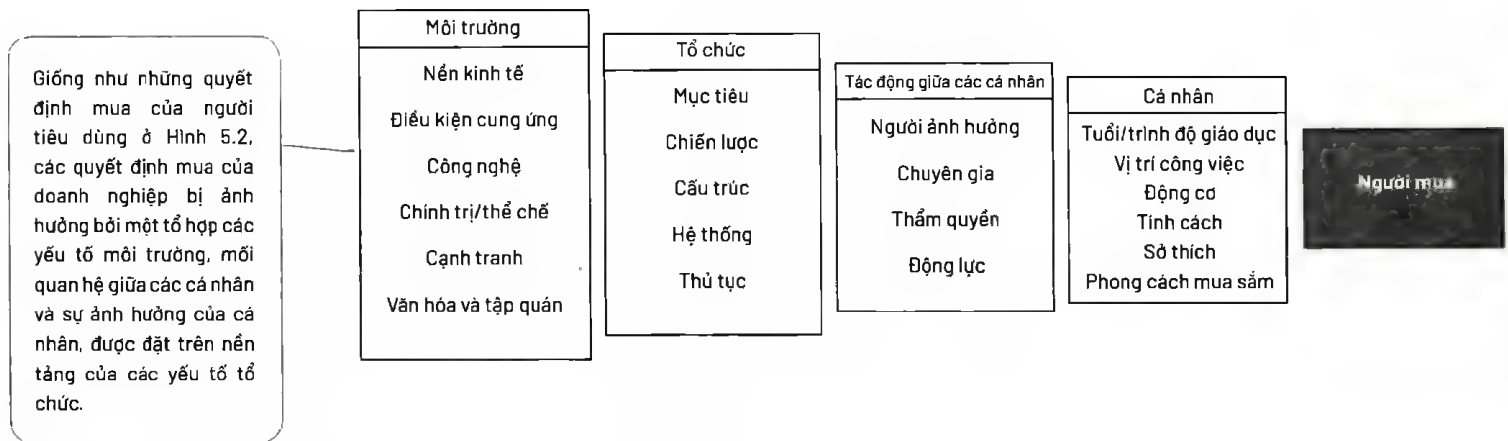 Giống như những quyết
định mua của người
tiêu dùng ở Hình 5.2,
các quyết định mua của
doanh nghiệp bị ảnh
hưởng bởi một tổ hợp các
yếu tố môi trường, mối
quan hệ giữa các cá nhân
và sự ảnh hưởng của cá
nhân, được đặt trên nền
tảng của các yếu tố tổ
chức.
Môi trường
Nền kinh tế
Điều kiện cung ứng
Công nghệ
Chính trị/thể chế
Cạnh tranh
Văn hóa và tập quán
Tổ chức
Mục tiêu
Chiến lược
Cấu trúc
Hệ thống
Thủ tục
Tác động giữa các cá nhân
Người ảnh hưởng
Chuyên gia
Thẩm quyền
Động lực
Cá nhân
Tuổi/trình độ giáo dục
Vị trí công việc
Động cơ
Tính cách
Sở thích
Phong cách mua sắm
Người mua